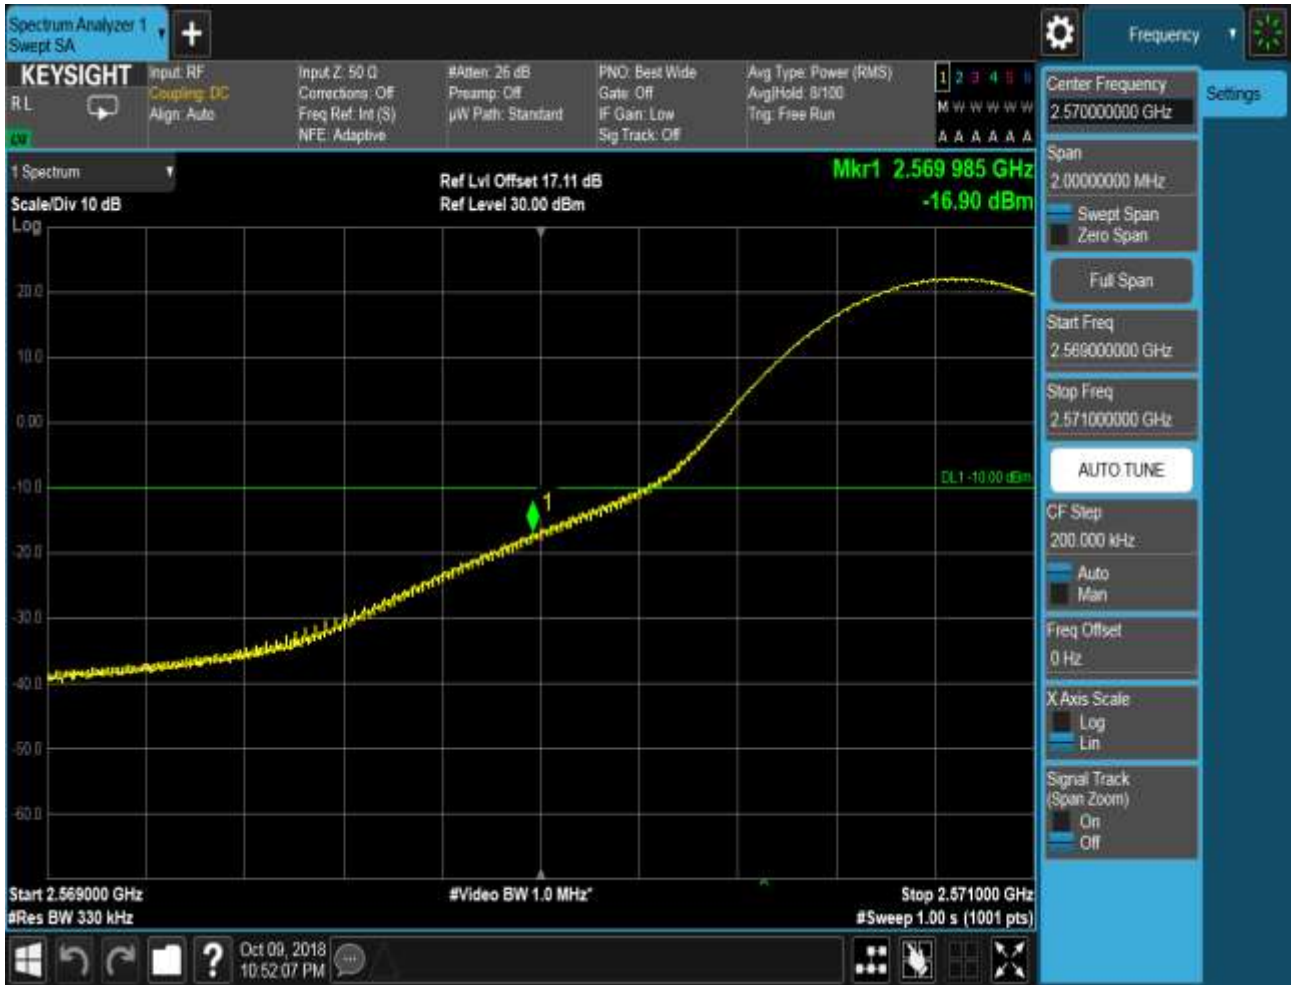 Spectrum Analyzer 1
Swept SA
+
Frequency
KEYSIGHT
R L
LW
Input: RF
Coupling: DC
Align: Auto
Input Z: 50 Ω
Corrections: Off
Freq Ref: Int (S)
NFE: Adaptive
#Atten: 26 dB
Preamp: Off
µW Path: Standard
PNO: Best Wide
Gate: Off
IF Gain: Low
Sig Track: Off
Avg Type: Power (RMS)
Avg|Hold: 8/100
Trig: Free Run
1 2 3 4 5 6
M W W W W W
A A A A A A
1 Spectrum
Scale/Div 10 dB
Log
Ref Lvl Offset 17.11 dB
Ref Level 30.00 dBm
Mkr1 2.569 985 GHz
-16.90 dBm
20.0
10.0
0.00
-10.0
-20.0
-30.0
-40.0
-50.0
-60.0
DL1 -10.00 dBm
1
Start 2.569000 GHz
#Res BW 330 kHz
#Video BW 1.0 MHz*
Stop 2.571000 GHz
#Sweep 1.00 s (1001 pts)
Center Frequency
2.570000000 GHz
Settings
Span
2.00000000 MHz
Swept Span
Zero Span
Full Span
Start Freq
2.569000000 GHz
Stop Freq
2.571000000 GHz
AUTO TUNE
CF Step
200.000 kHz
Auto
Man
Freq Offset
0 Hz
X Axis Scale
Log
Lin
Signal Track
(Span Zoom)
On
Off
?
Oct 09, 2018
10:52:07 PM